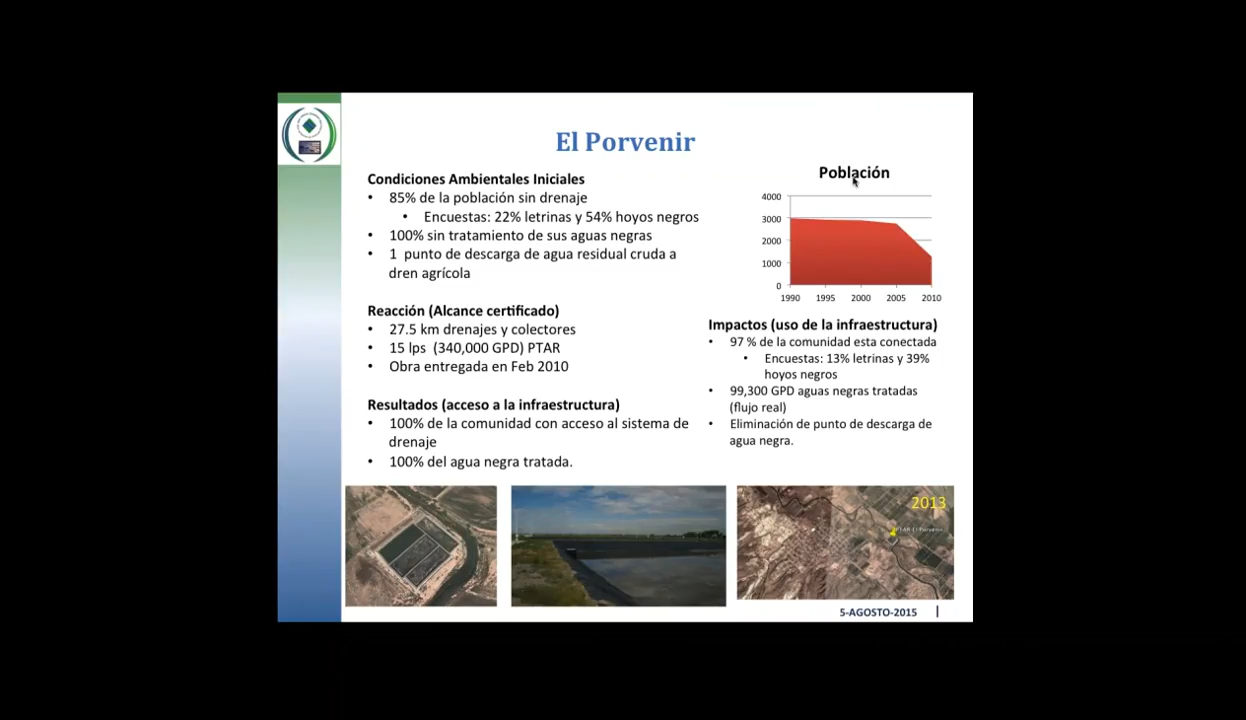 El Porvenir
Condiciones Ambientales Iniciales
• 85% de la población sin drenaje
• Encuestas: 22% letrinas y 54% hoyos negros
• 100% sin tratamiento de sus aguas negras
• 1 punto de descarga de agua residual cruda a
dren agrícola
Reacción (Alcance certificado)
• 27.5 km drenajes y colectores
• 15 lps (340,000 GPD) PTAR
• Obra entregada en Feb 2010
Resultados (acceso a la infraestructura)
• 100% de la comunidad con acceso al sistema de
drenaje
• 100% del agua negra tratada.
Población
4000
3000
2000
1000
0
1990 1995 2000 2005 2010
Impactos (uso de la infraestructura)
• 97 % de la comunidad esta conectada
• Encuestas: 13% letrinas y 39%
hoyos negros
• 99,300 GPD aguas negras tratadas
(flujo real)
• Eliminación de punto de descarga de
agua negra.
2013
PTAR El Porvenir
5-AGOSTO-2015 |